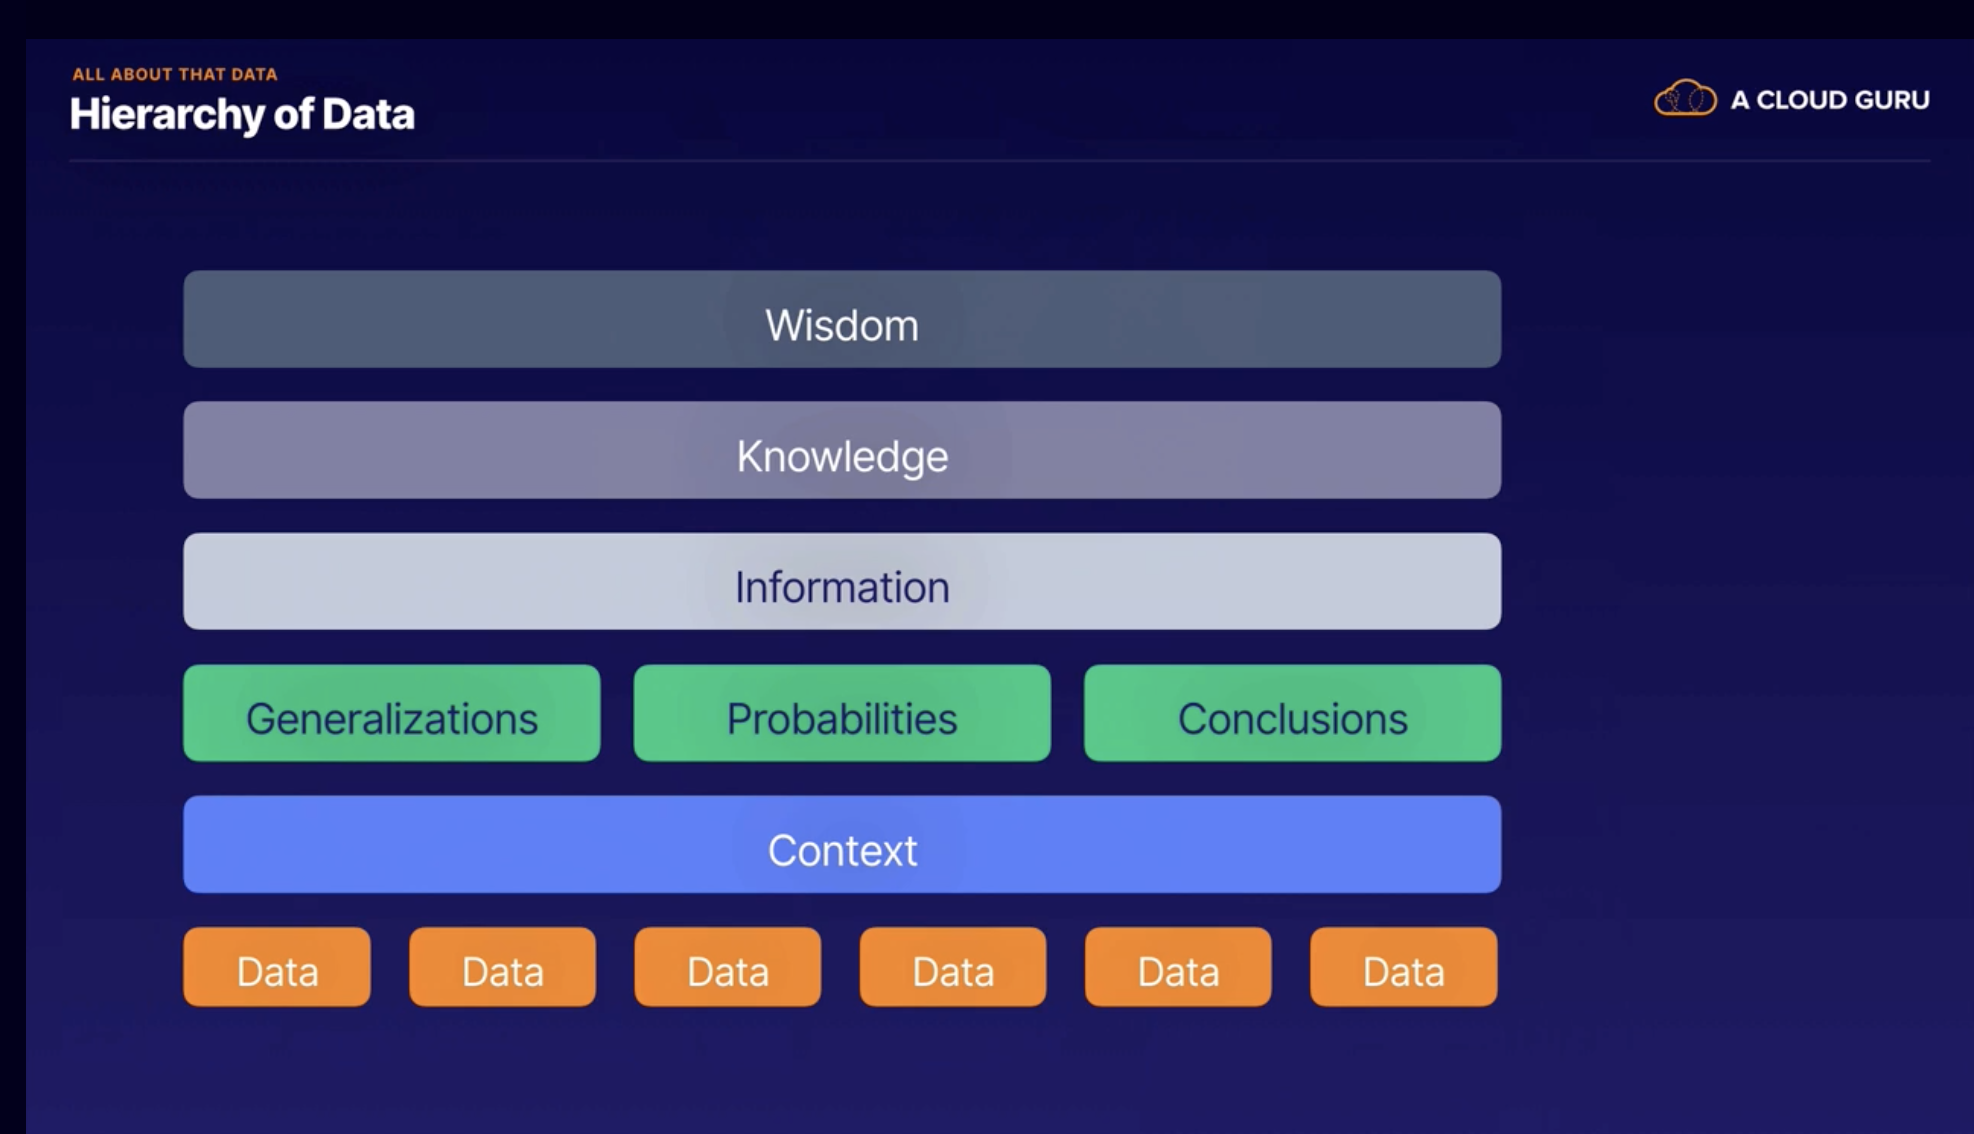 ALL ABOUT THAT DATA
Hierarchy of Data
A CLOUD GURU
Wisdom
Knowledge
Information
Generalizations Probabilities Conclusions
Context
Data Data Data Data Data Data